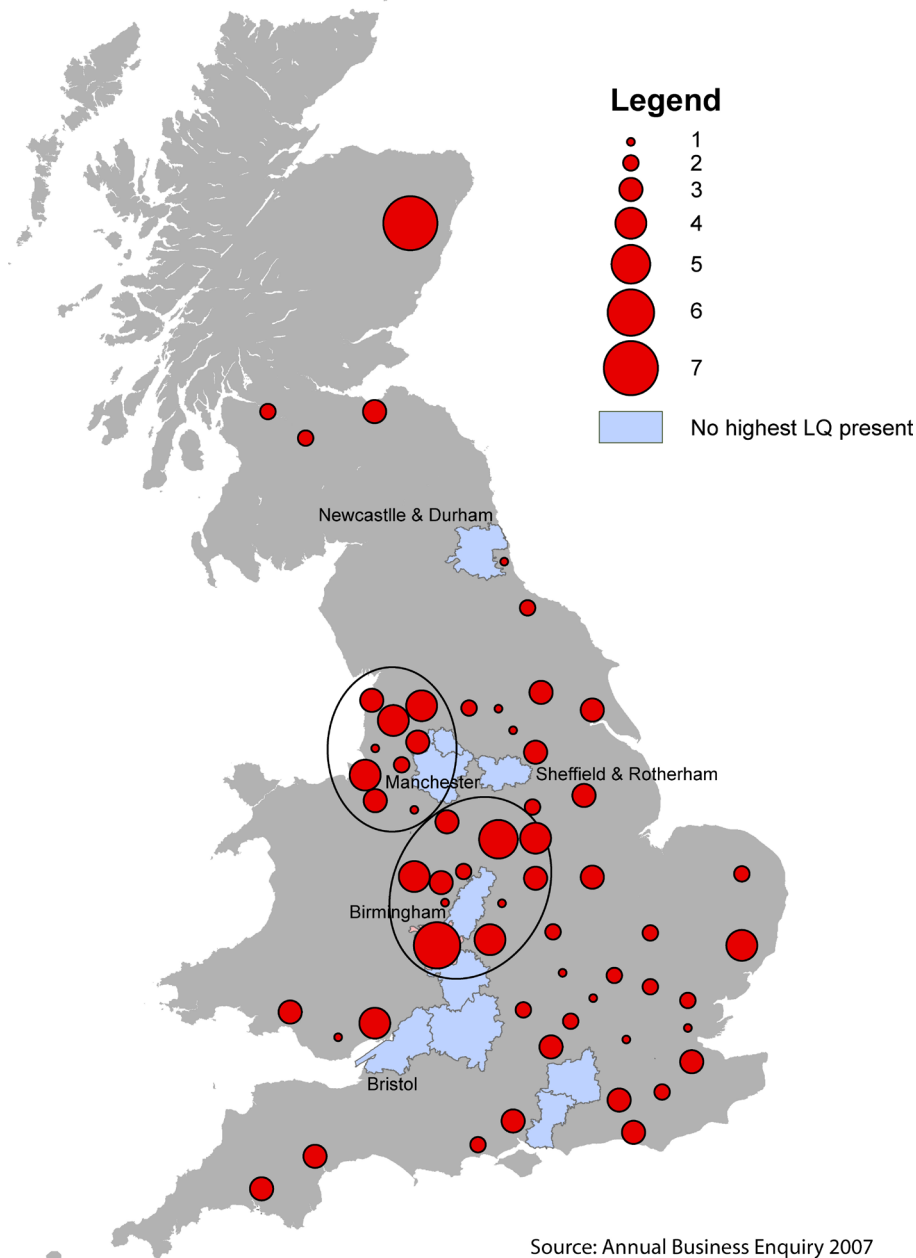 Legend
1
2
3
4
5
6
7
No highest LQ present
Newcastlle & Durham
Manchester
Sheffield & Rotherham
Birmingham
Bristol
Source: Annual Business Enquiry 2007